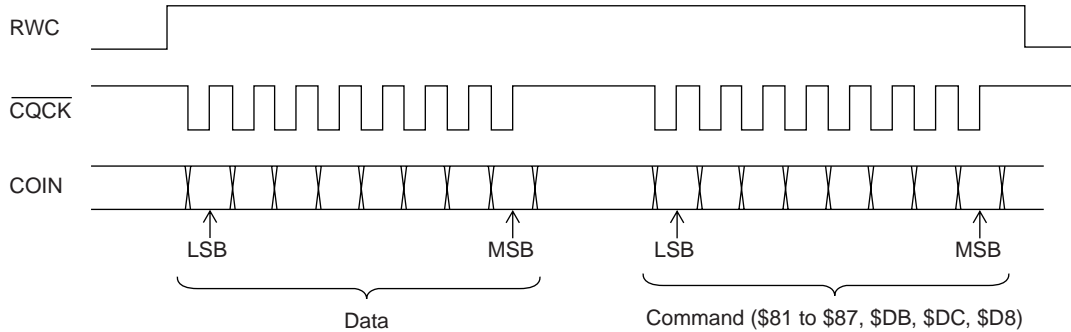 RWC
CQCK
COIN
LSB
MSB
LSB
MSB
Data
Command ($81 to $87, $DB, $DC, $D8)